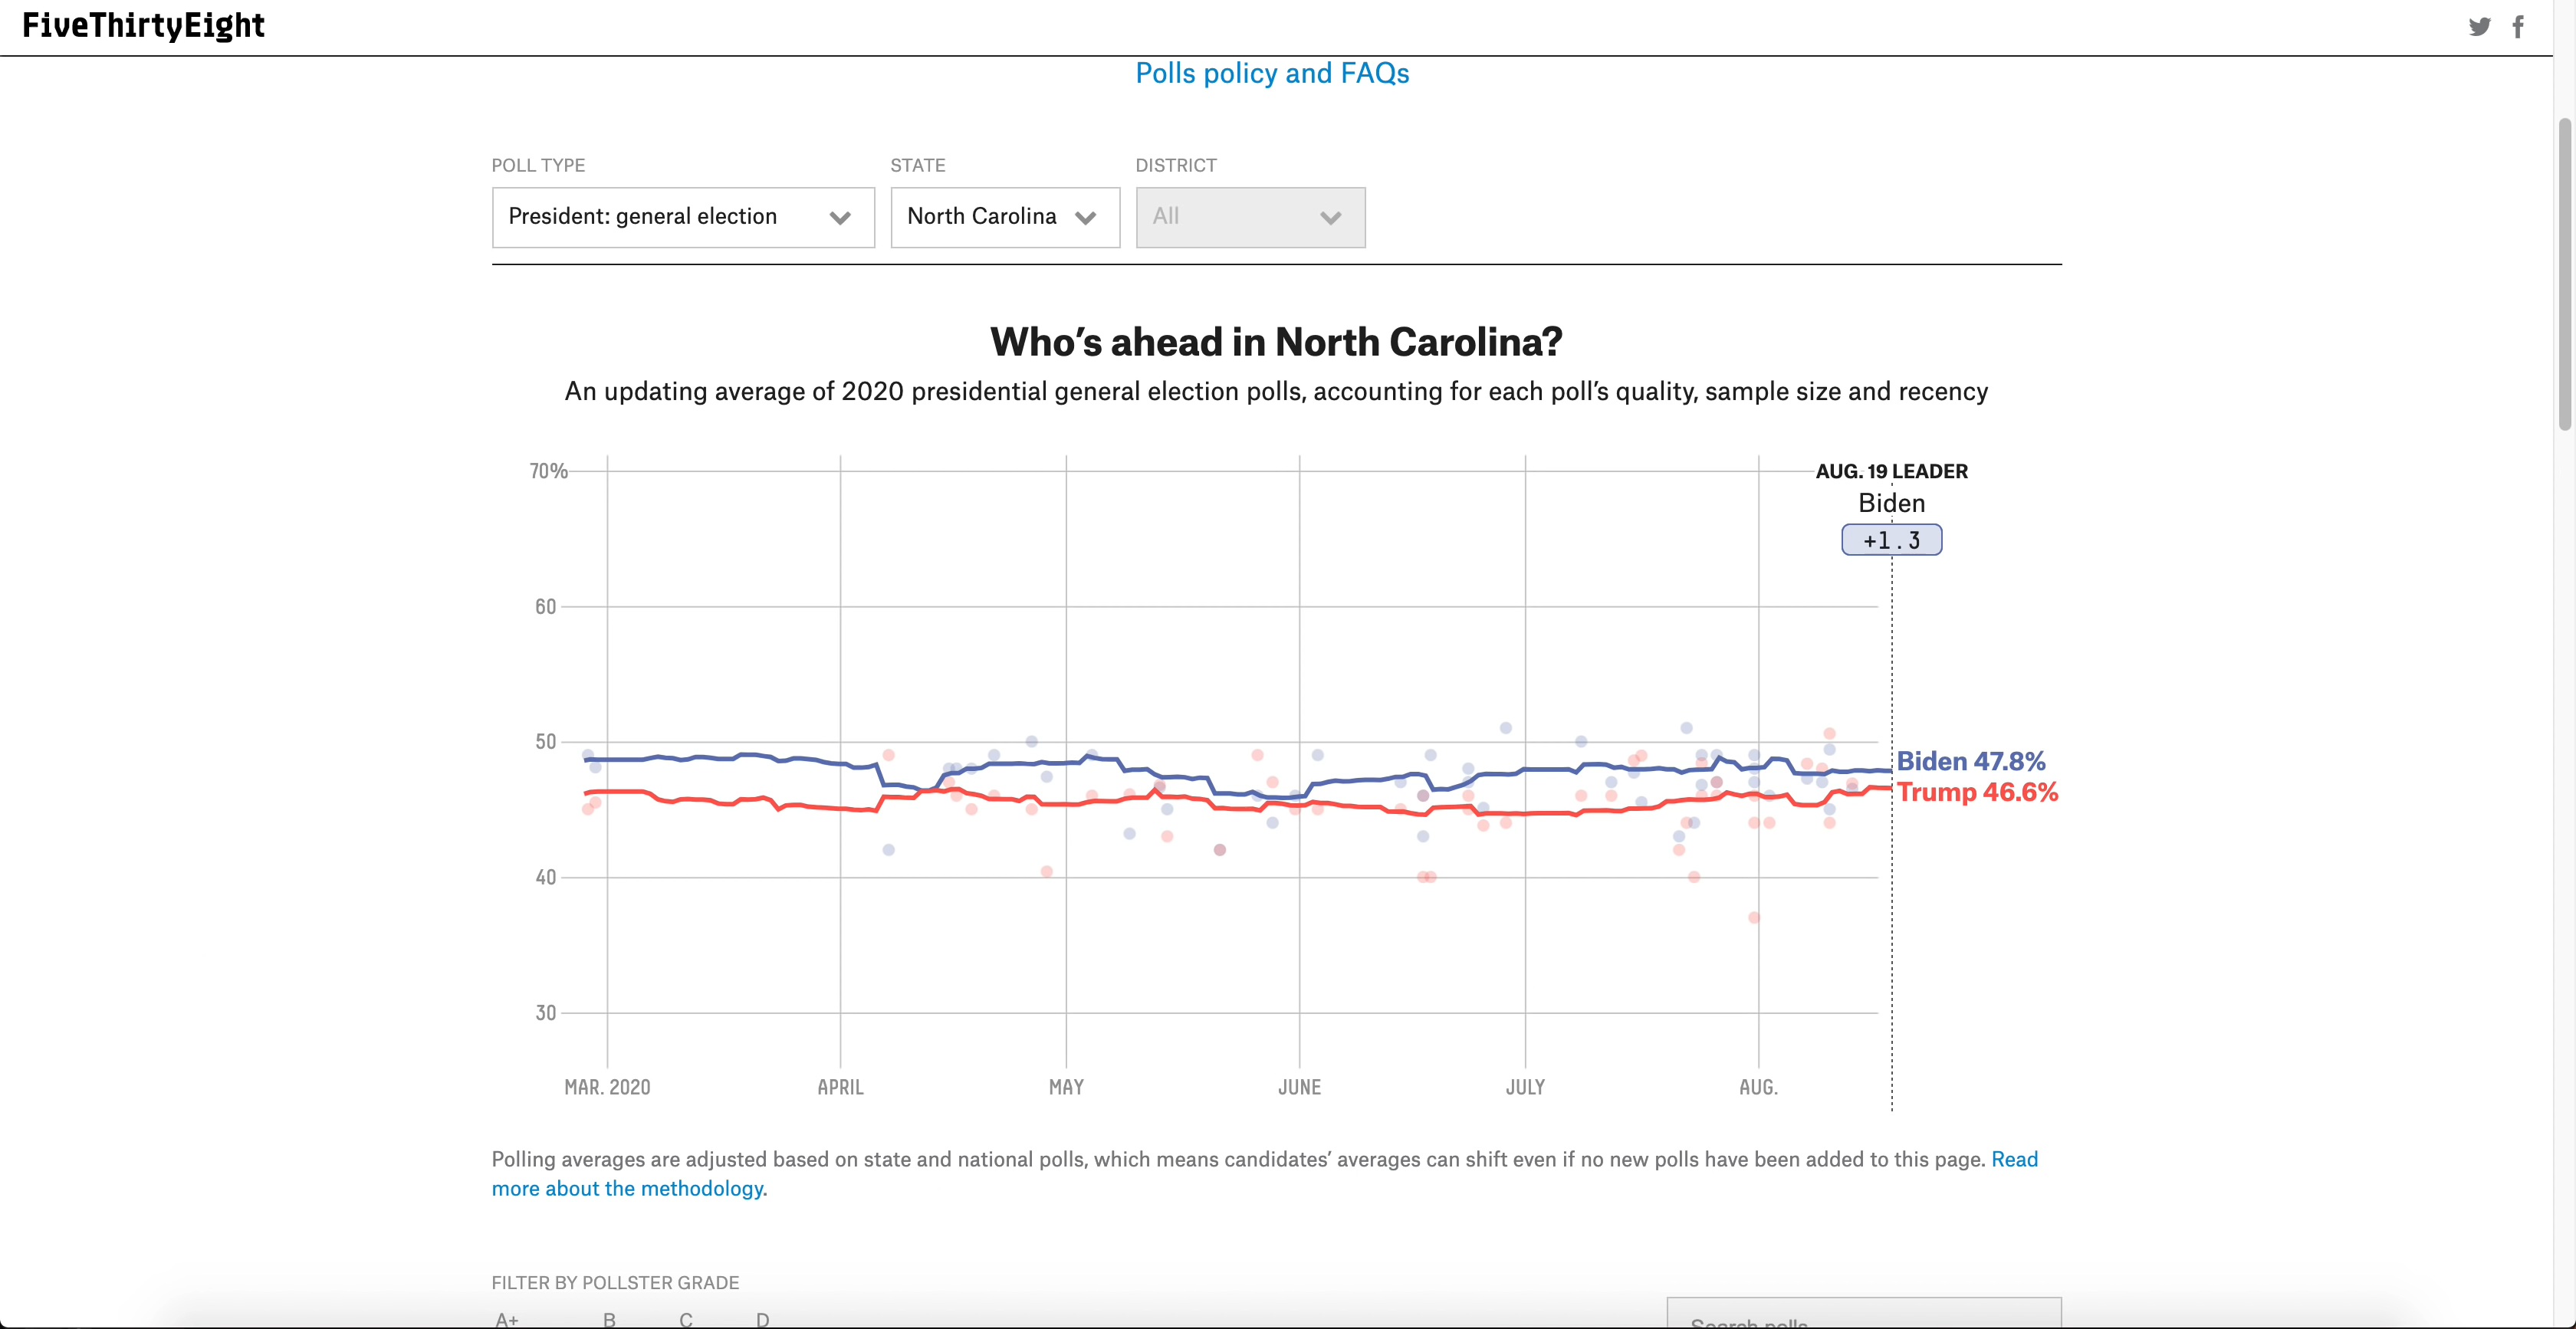 FiveThirtyEight
Polls policy and FAQs
POLL TYPE
STATE
DISTRICT
President: general election
North Carolina
All
Who's ahead in North Carolina?
An updating average of 2020 presidential general election polls, accounting for each poll's quality, sample size and recency
70%
AUG. 19 LEADER
Biden
+1.3
60
50
Biden 47.8%
Trump 46.6%
40
30
MAR. 2020
APRIL
MAY
JUNE
JULY
AUG.
Polling averages are adjusted based on state and national polls, which means candidates' averages can shift even if no new polls have been added to this page. Read
more about the methodology.
FILTER BY POLLSTER GRADE
A+
B
C
D
Search polls